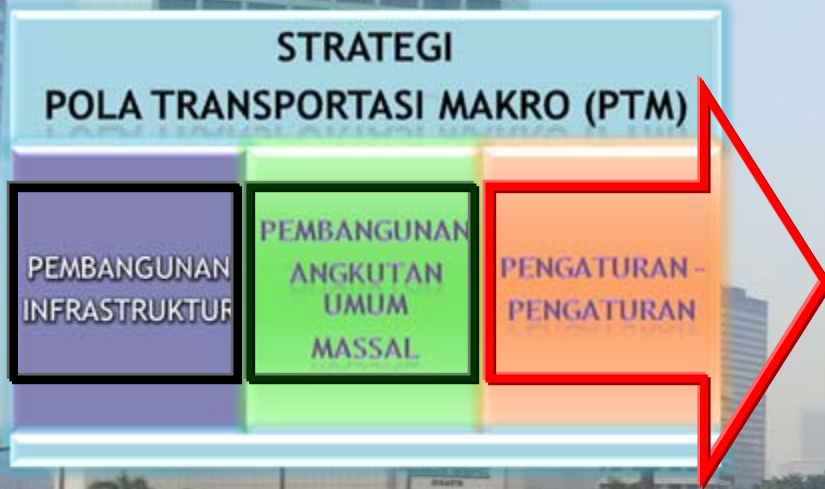 STRATEGI
POLA TRANSPORTASI MAKRO (PTM)
PEMBANGUNAN
INFRASTRUKTUR
PEMBANGUNAN
ANGKUTAN
UMUM
MASSAL
PENGATURAN -
PENGATURAN